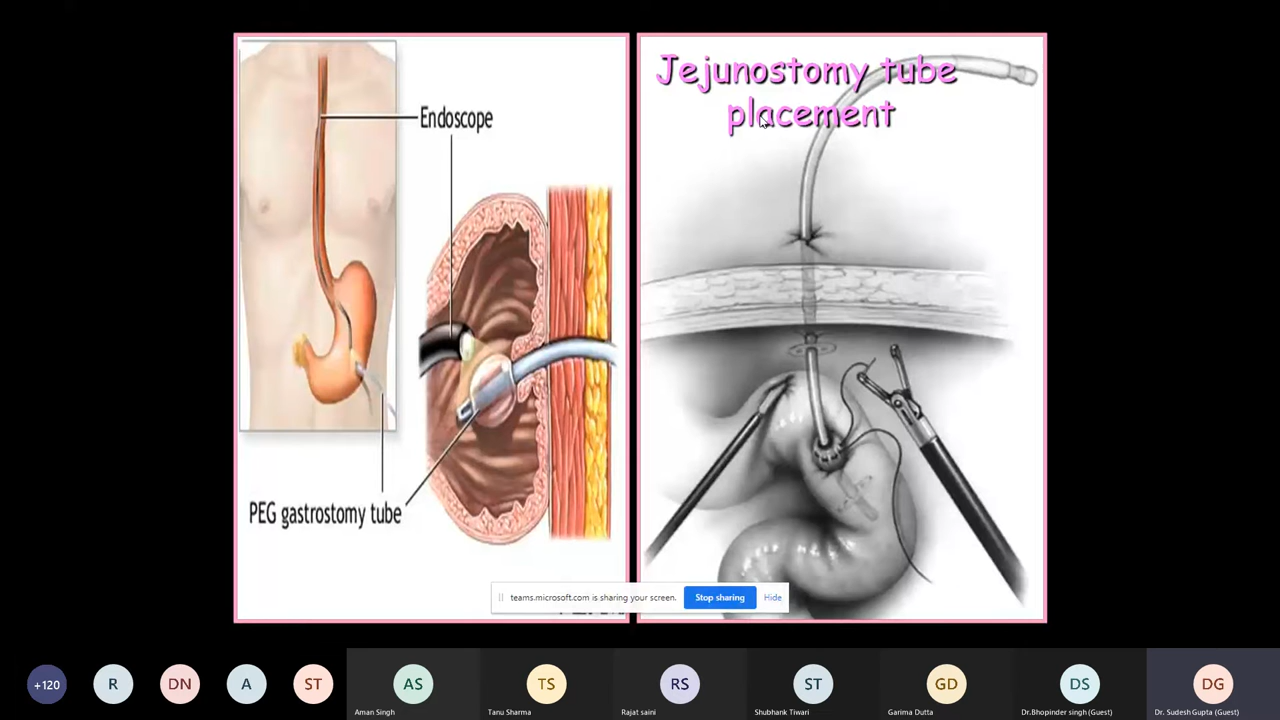 Endoscope
PEG gastrostomy tube
Jejunostomy tube
placement
teams.microsoft.com is sharing your screen.
Stop sharing
Hide
+120
R
DN
A
ST
AS
Aman Singh
TS
Tanu Sharma
RS
Rajat saini
ST
Shubhank Tiwari
GD
Garima Dutta
DS
Dr.Bhopinder singh (Guest)
DG
Dr. Sudesh Gupta (Guest)